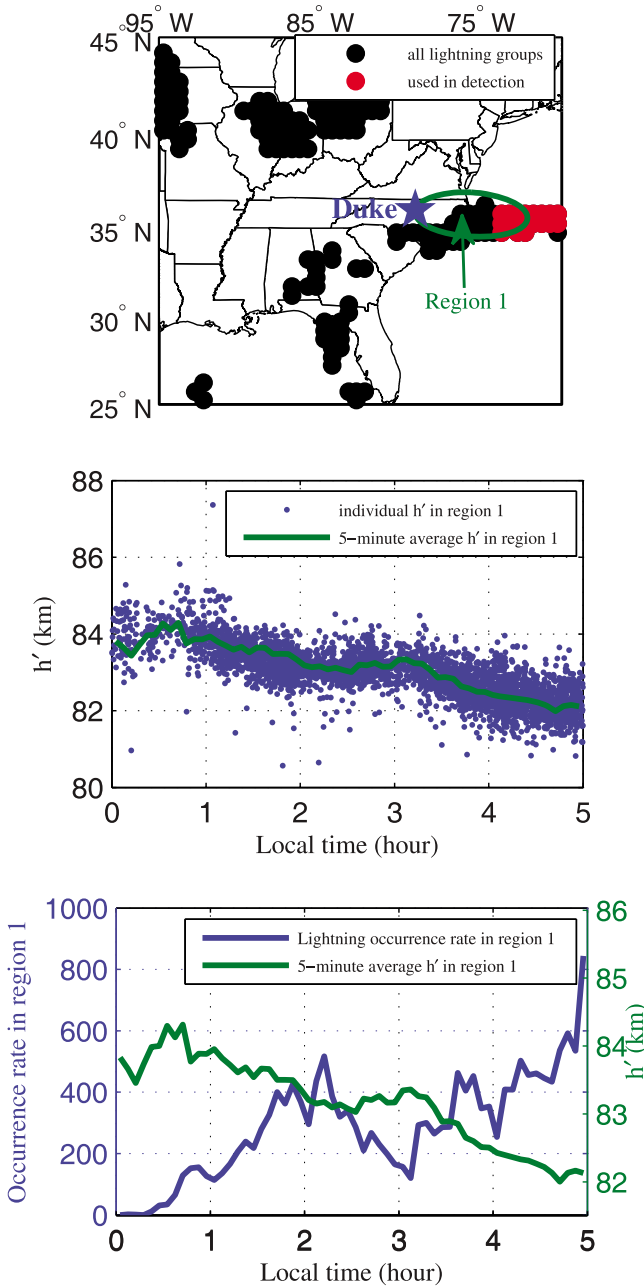 95° W 85° W 75° W
45° N
40° N
35° N
30° N
25° N
all lightning groups
used in detection
Duke
Region 1
88
86
84
82
80
h′ (km)
individual h′ in region 1
5−minute average h′ in region 1
0 1 2 3 4 5
Local time (hour)
1000
800
600
400
200
0
Occurrence rate in region 1
Lightning occurrence rate in region 1
5−minute average h′ in region 1
86
85
84
83
82
h′ (km)
0 1 2 3 4 5
Local time (hour)